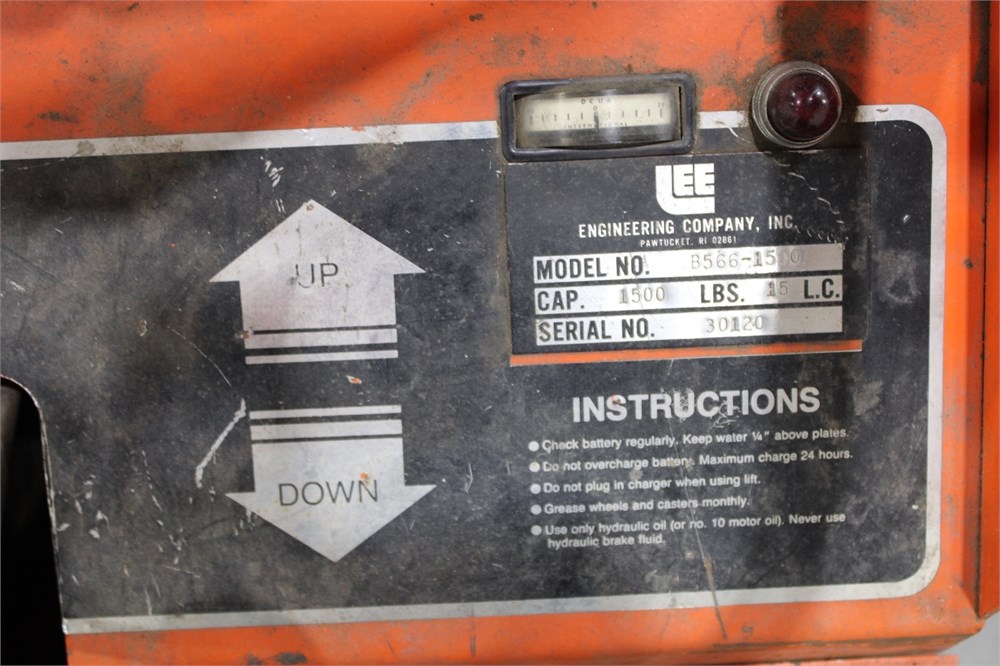 DCUA
0
INTERNATIONAL
LEE
ENGINEERING COMPANY, INC.
PAWTUCKET, RI 02861
MODEL NO. B566-1500
CAP. 1500 LBS. 15 L.C.
SERIAL NO. 30120
UP
DOWN
INSTRUCTIONS
● Check battery regularly. Keep water ¼" above plates.
● Do not overcharge battery. Maximum charge 24 hours.
● Do not plug in charger when using lift.
● Grease wheels and casters monthly.
● Use only hydraulic oil (or no. 10 motor oil). Never use
hydraulic brake fluid.